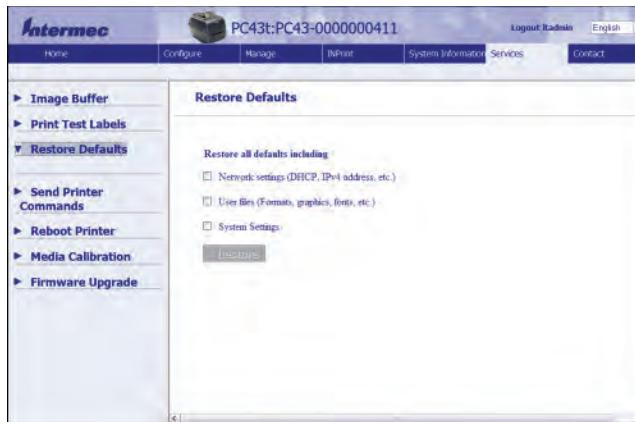 Intermec
PC43t:PC43-0000000411
Logout Itadmin
English
Home
Configure
Manage
INPrint
System Information
Services
Contact
Image Buffer
Print Test Labels
Restore Defaults
Send Printer
Commands
Reboot Printer
Media Calibration
Firmware Upgrade
Restore Defaults
Restore all defaults including
Network settings (DHCP, IPv4 address, etc.)
User files (Formats, graphics, fonts, etc.)
System Settings
Restore